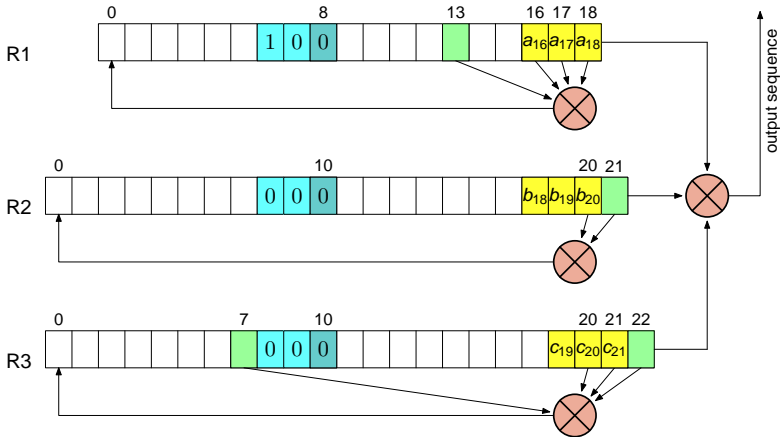 0 8 13 16 17 18
R1 1 0 0 a16 a17 a18
output sequence
0 10 20 21
R2 0 0 0 b18 b19 b20
0 7 10 20 21 22
R3 0 0 0 c19 c20 c21